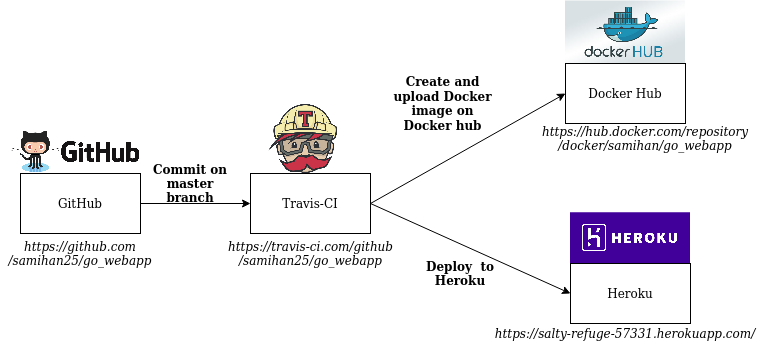 docker HUB
Docker Hub
https://hub.docker.com/repository
/docker/samihan/go_webapp
Create and
upload Docker
image on
Docker hub
T
GitHub
GitHub
https://github.com
/samihan25/go_webapp
Commit on
master
branch
Travis-CI
https://travis-ci.com/github
/samihan25/go_webapp
Deploy to
Heroku
HEROKU
Heroku
https://salty-refuge-57331.herokuapp.com/